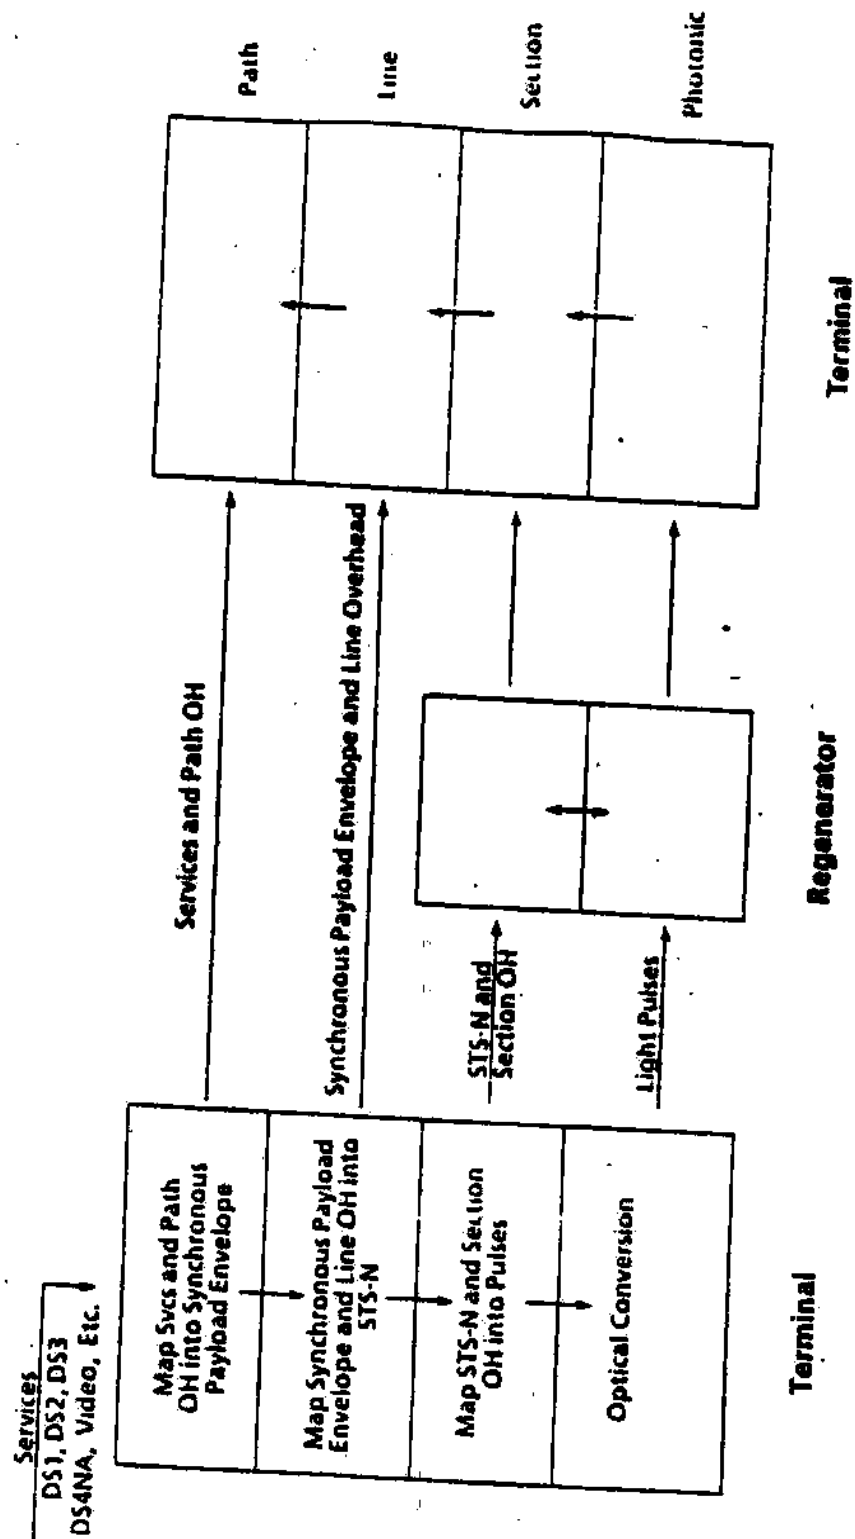 Services
DS1, DS2, DS3
DS4NA, Video, Etc.
Map Svcs and Path
OH into Synchronous
Payload Envelope
Map Synchronous Payload
Envelope and Line OH into
STS-N
Map STS-N and Section
OH into Pulses
Optical Conversion
Terminal
Services and Path OH
Synchronous Payload Envelope and Line Overhead
STS-N and
Section OH
Light Pulses
Regenerator
Path
Line
Section
Photonic
Terminal